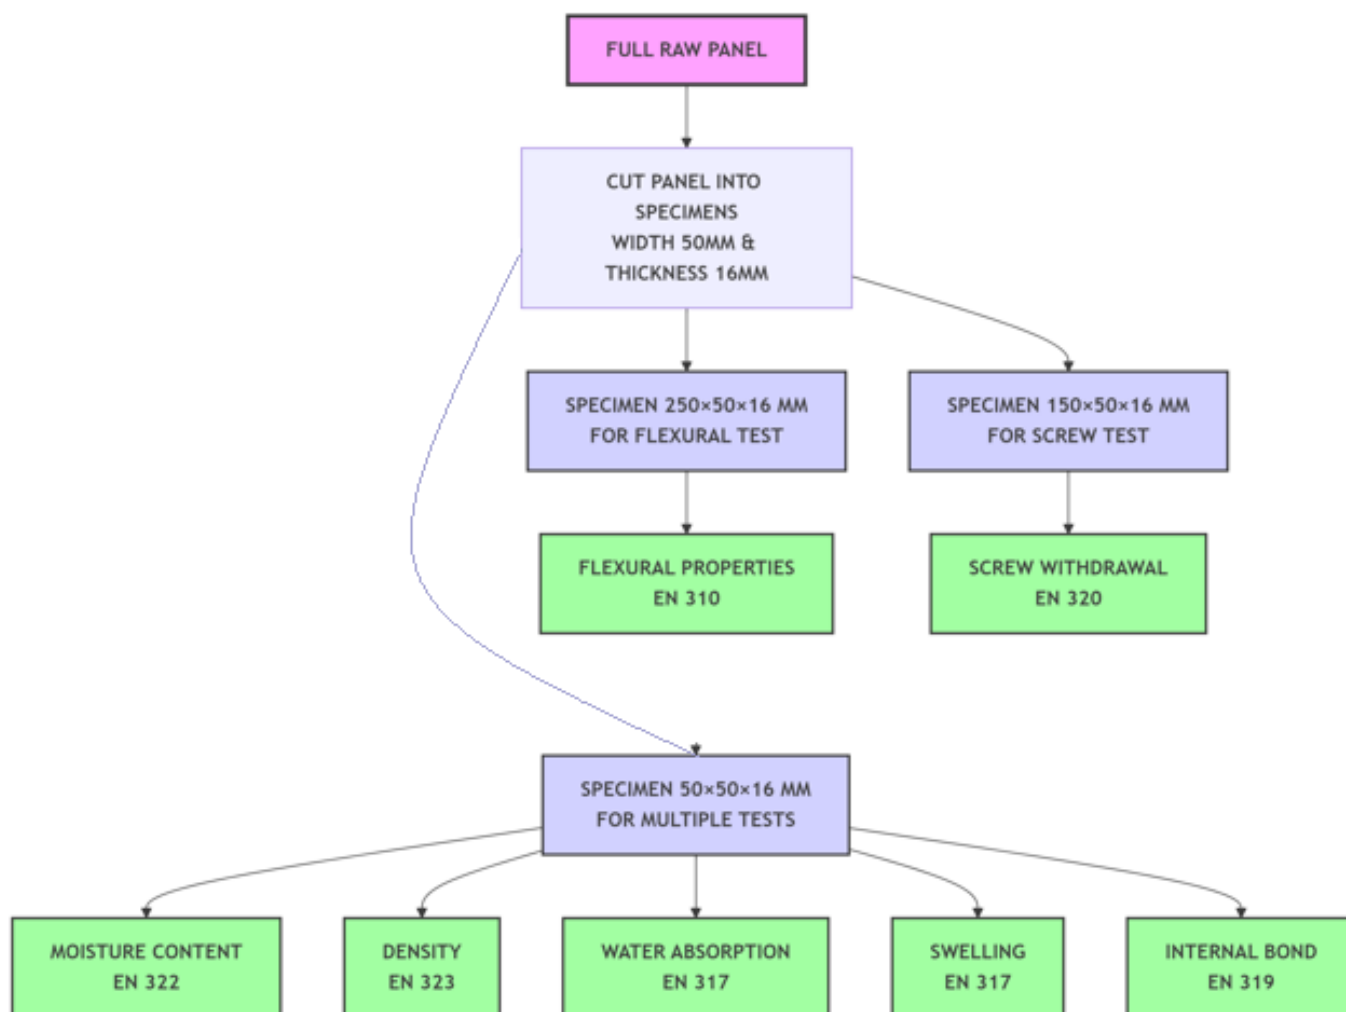 FULL RAW PANEL
CUT PANEL INTO
SPECIMENS
WIDTH 50MM &
THICKNESS 16MM
SPECIMEN 250×50×16 MM
FOR FLEXURAL TEST
SPECIMEN 150×50×16 MM
FOR SCREW TEST
FLEXURAL PROPERTIES
EN 310
SCREW WITHDRAWAL
EN 320
SPECIMEN 50×50×16 MM
FOR MULTIPLE TESTS
MOISTURE CONTENT
EN 322
DENSITY
EN 323
WATER ABSORPTION
EN 317
SWELLING
EN 317
INTERNAL BOND
EN 319